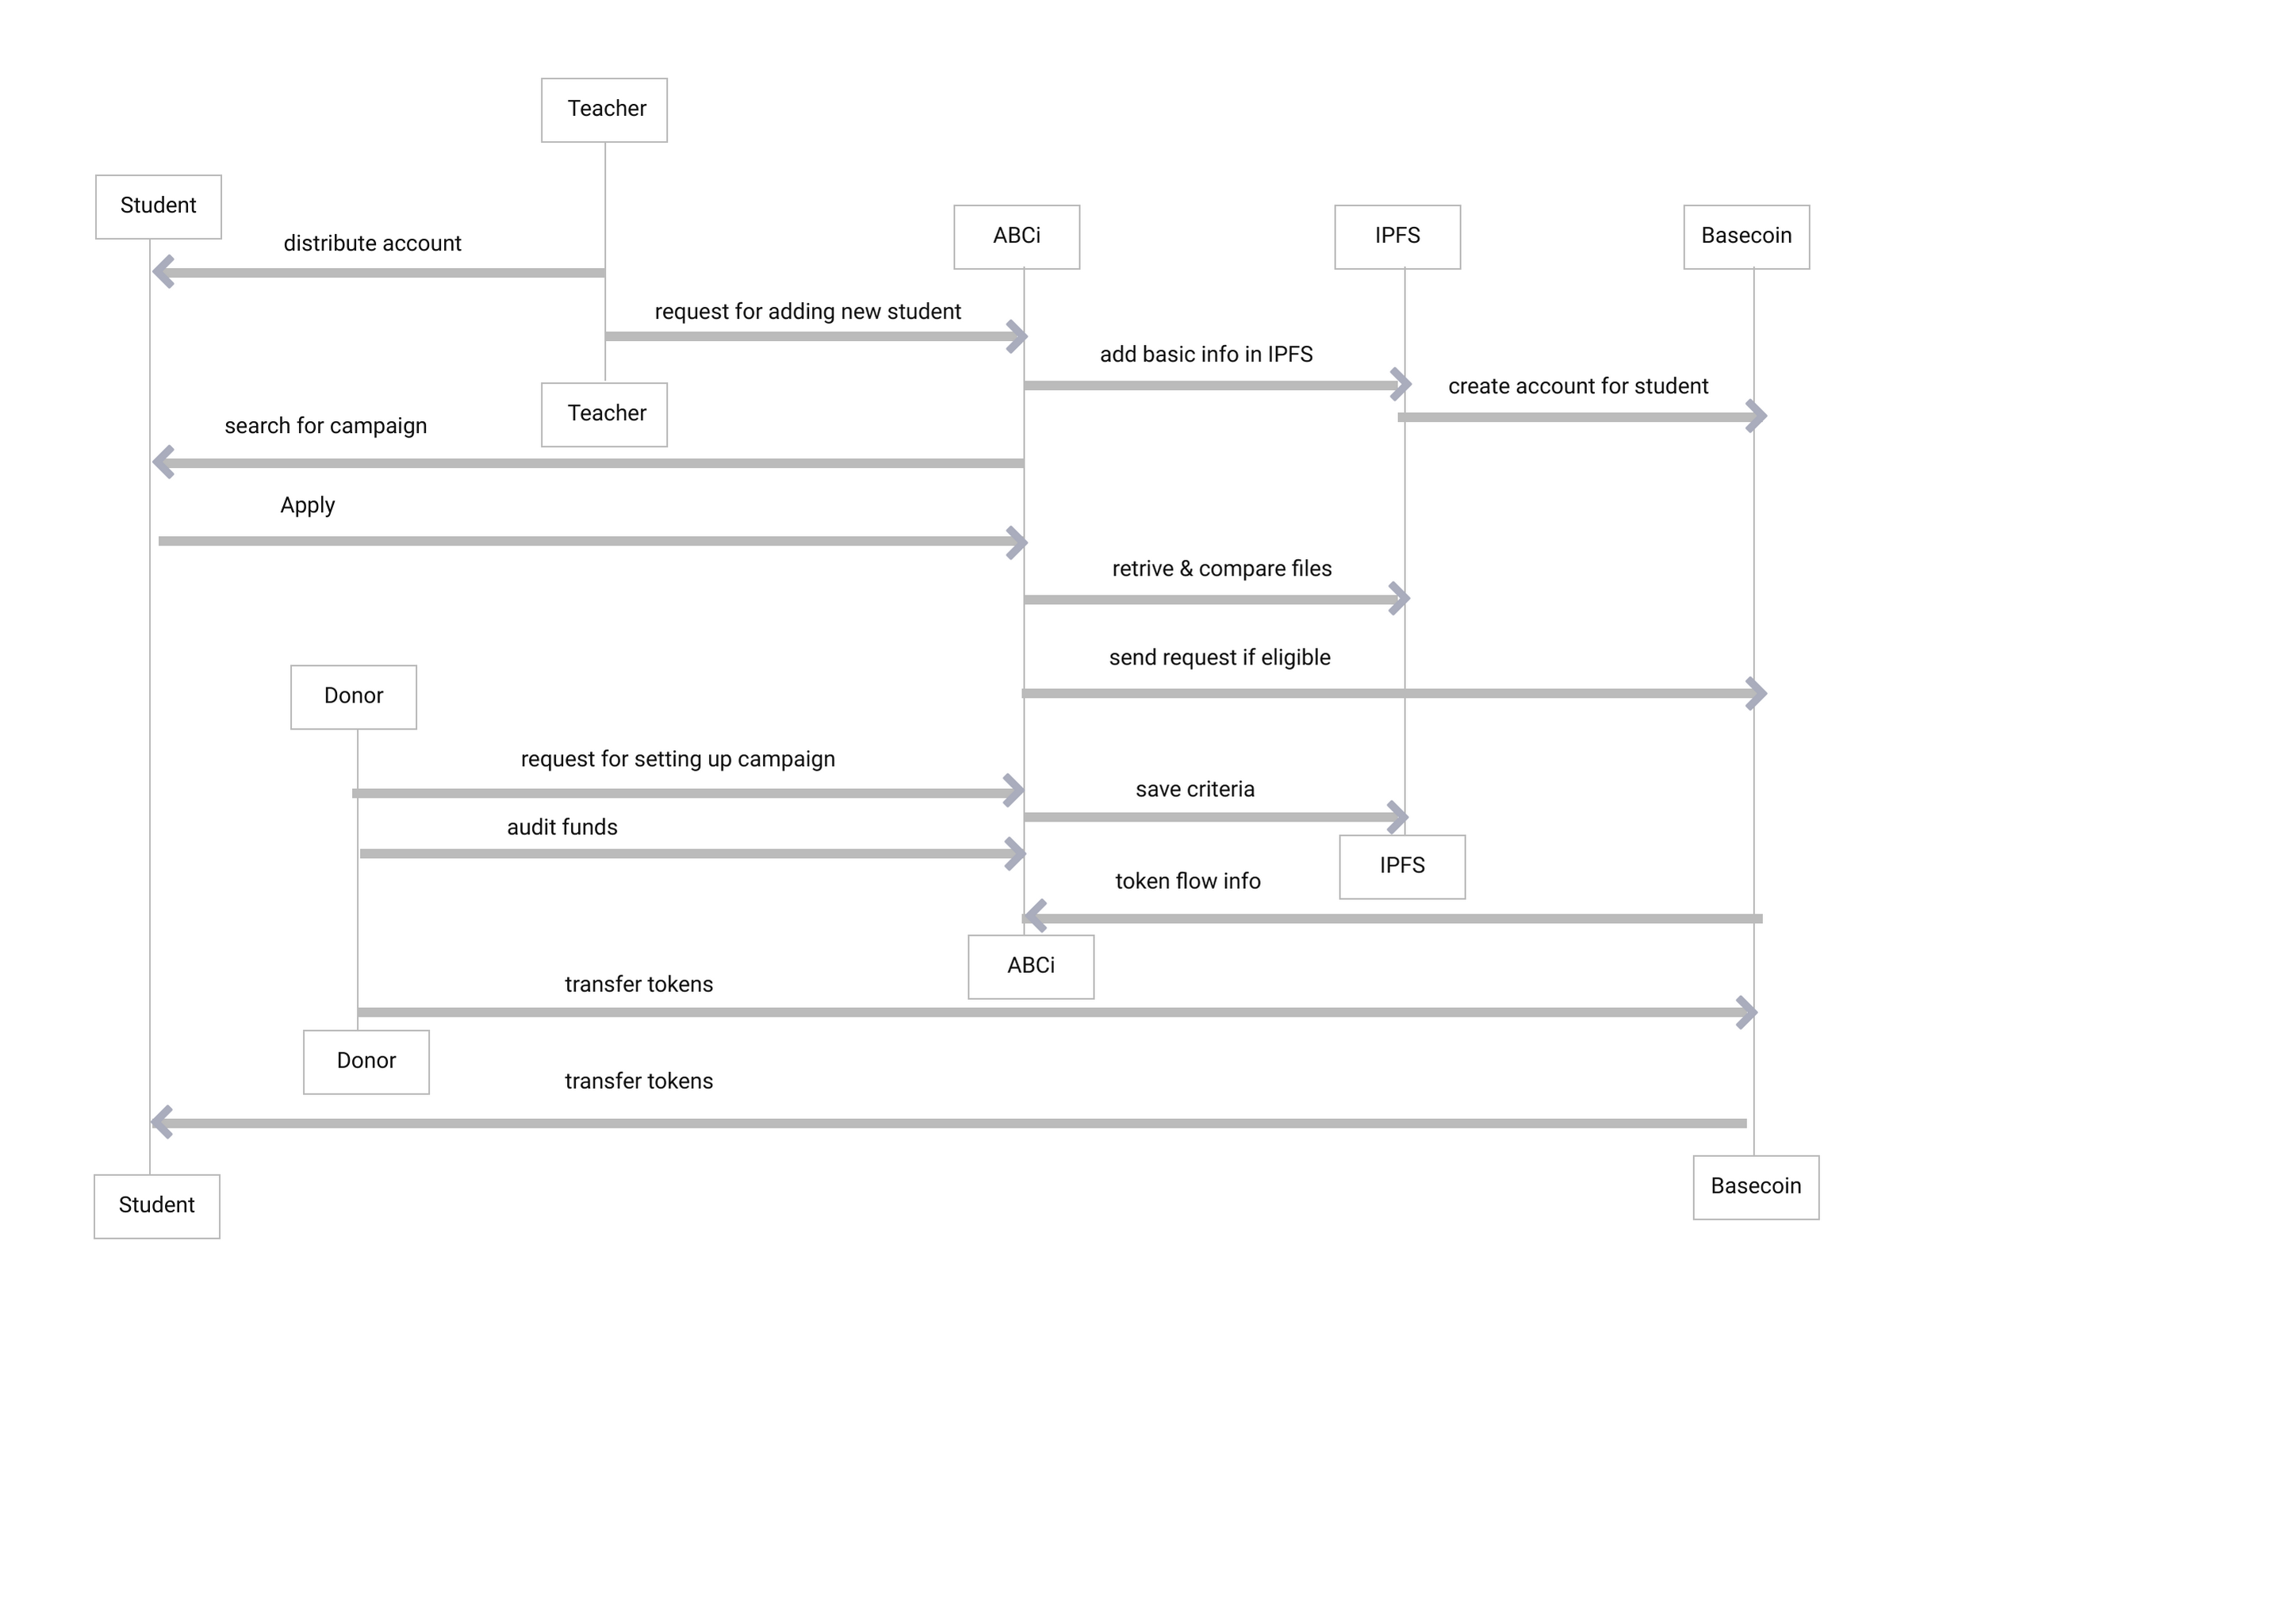 Teacher
Student
ABCi
IPFS
Basecoin
distribute account
request for adding new student
add basic info in IPFS
create account for student
Teacher
search for campaign
Apply
retrive & compare files
send request if eligible
Donor
request for setting up campaign
save criteria
audit funds
IPFS
token flow info
ABCi
transfer tokens
Donor
transfer tokens
Basecoin
Student